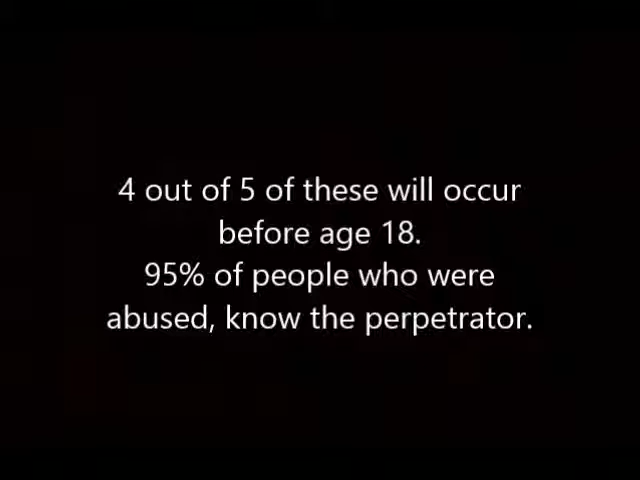 4 out of 5 of these will occur
before age 18.
95% of people who were
abused, know the perpetrator.